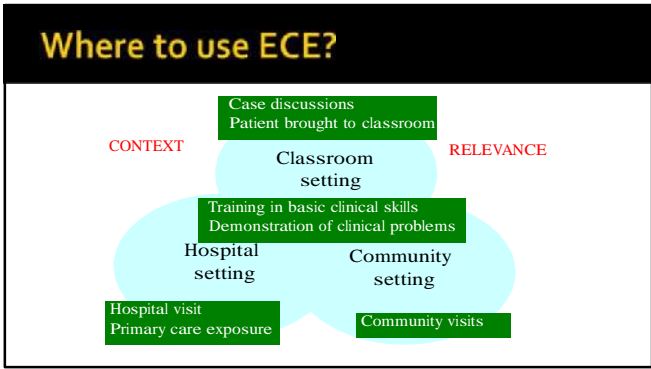 Where to use ECE?
Case discussions
Patient brought to classroom
CONTEXT
RELEVANCE
Classroom
setting
Training in basic clinical skills
Demonstration of clinical problems
Hospital
setting
Community
setting
Hospital visit
Primary care exposure
Community visits